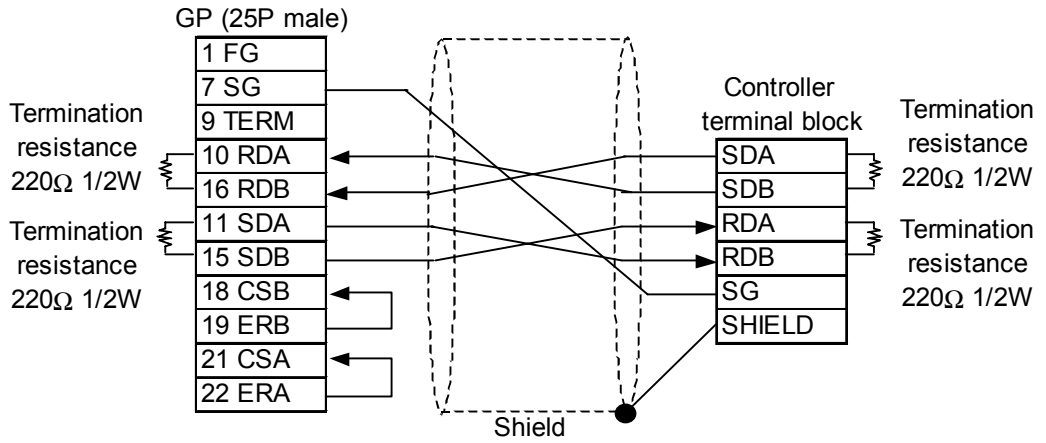 GP (25P male)
1 FG
7 SG
9 TERM
10 RDA
16 RDB
11 SDA
15 SDB
18 CSB
19 ERB
21 CSA
22 ERA
Termination
resistance
220Ω 1/2W
Termination
resistance
220Ω 1/2W
Shield
Controller
terminal block
SDA
SDB
RDA
RDB
SG
SHIELD
Termination
resistance
220Ω 1/2W
Termination
resistance
220Ω 1/2W